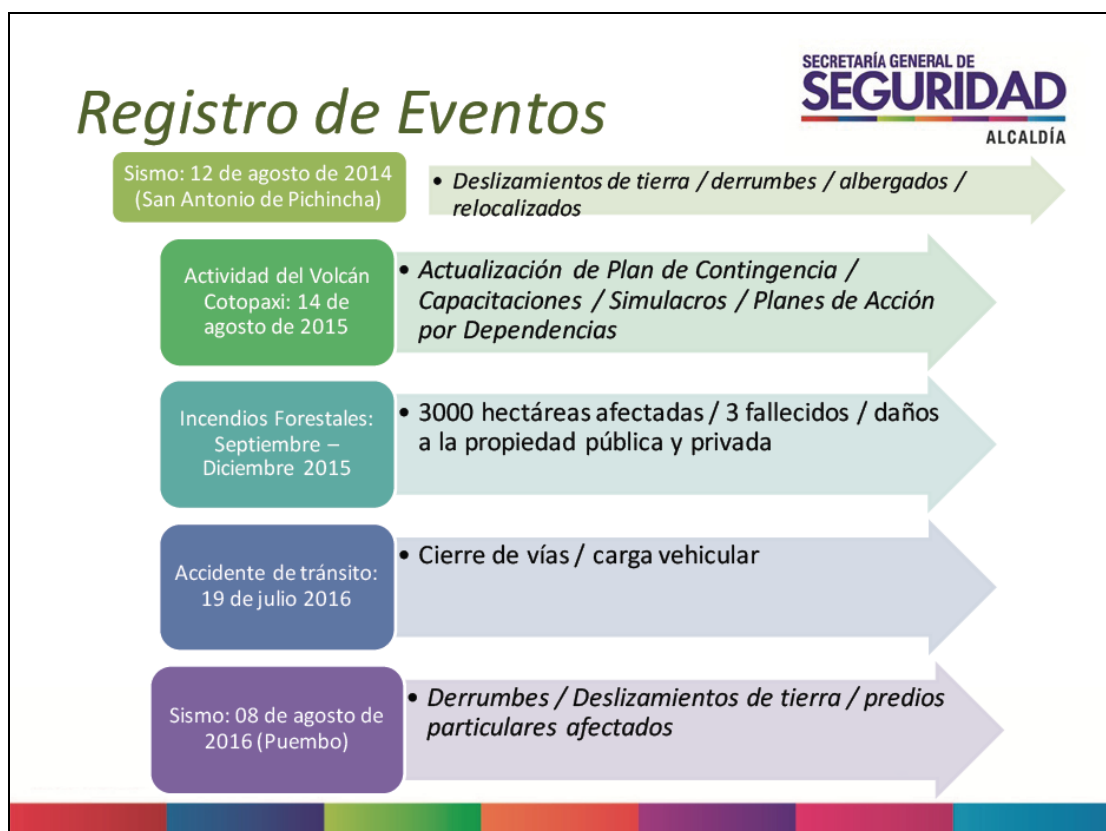 SECRETARÍA GENERAL DE
SEGURIDAD
ALCALDÍA
Registro de Eventos
Sismo: 12 de agosto de 2014
(San Antonio de Pichincha)
• Deslizamientos de tierra / derrumbes / albergados /
relocalizados
Actividad del Volcán
Cotopaxi: 14 de
agosto de 2015
• Actualización de Plan de Contingencia /
Capacitaciones / Simulacros / Planes de Acción
por Dependencias
Incendios Forestales:
Septiembre –
Diciembre 2015
• 3000 hectáreas afectadas / 3 fallecidos / daños
a la propiedad pública y privada
Accidente de tránsito:
19 de julio 2016
• Cierre de vías / carga vehicular
Sismo: 08 de agosto de
2016 (Puembo)
• Derrumbes / Deslizamientos de tierra / predios
particulares afectados